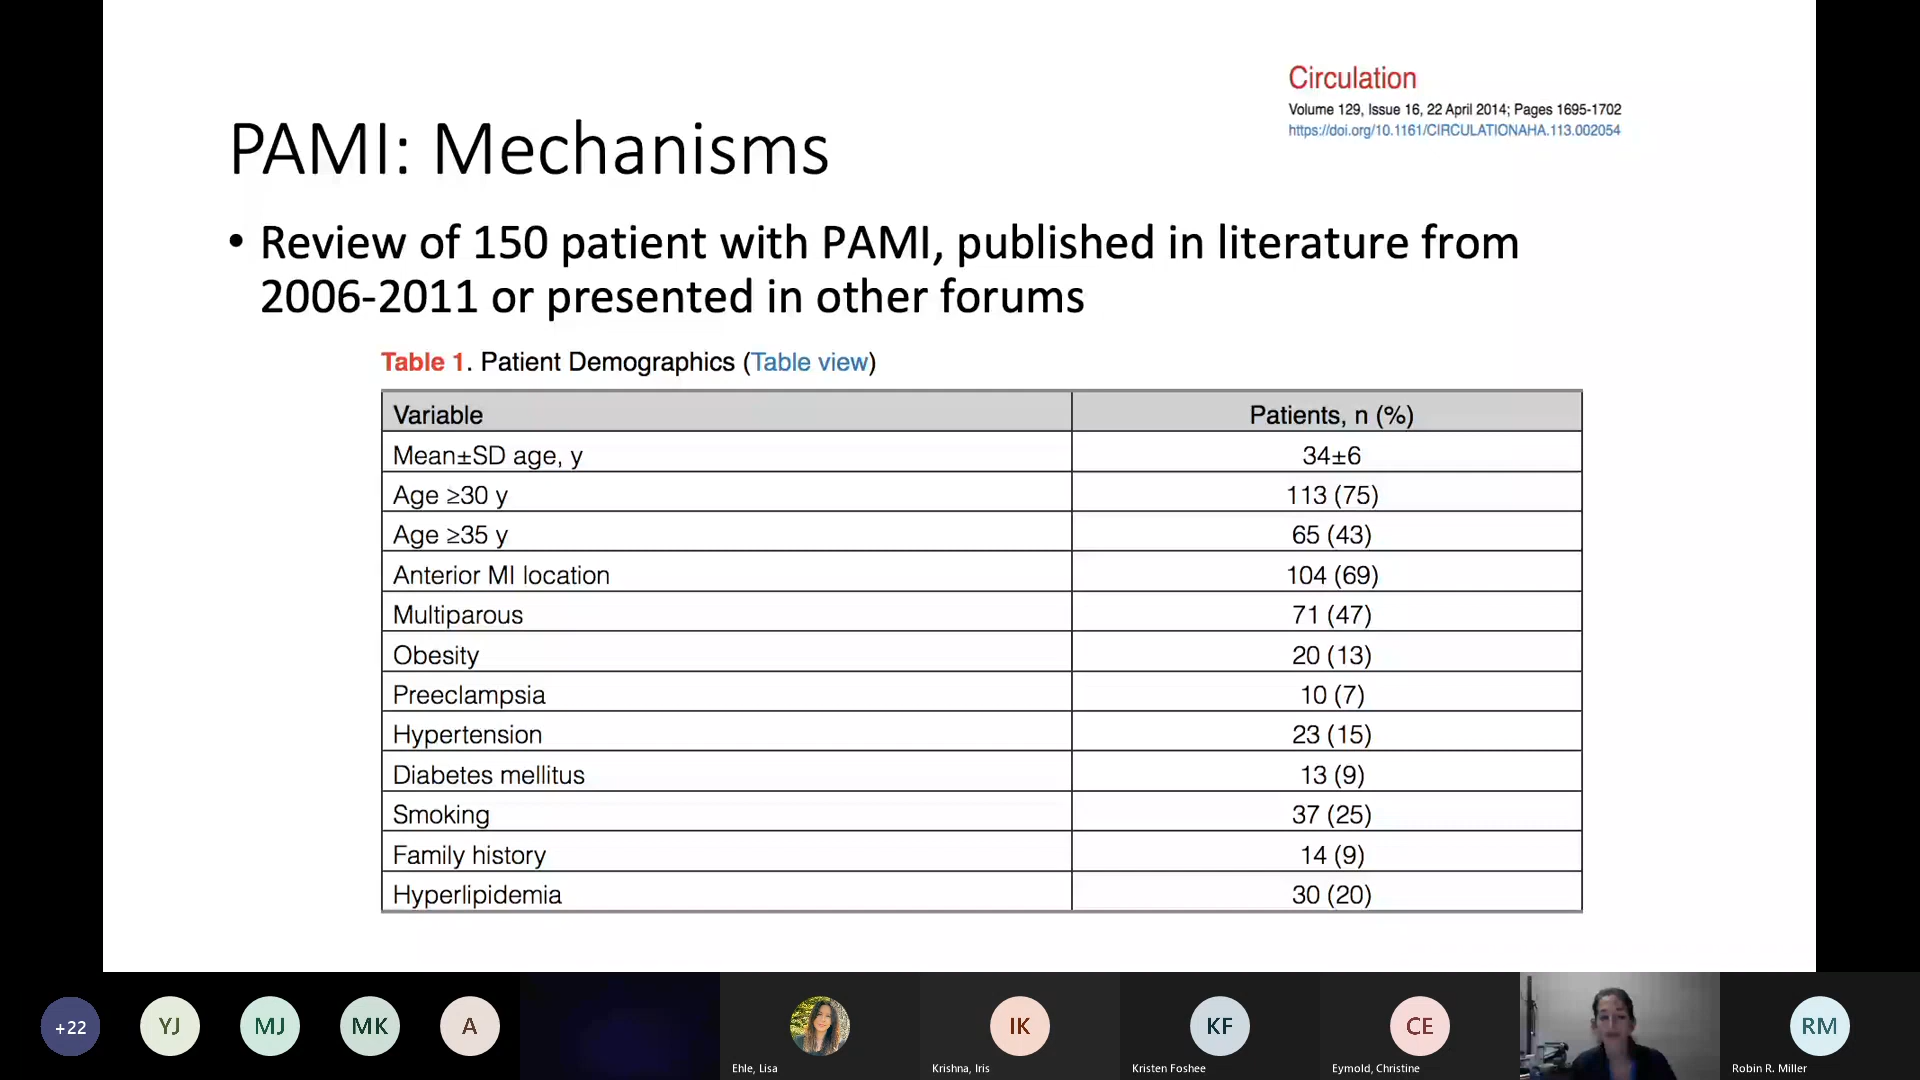 Circulation
Volume 129, Issue 16, 22 April 2014; Pages 1695-1702
https://doi.org/10.1161/CIRCULATIONAHA.113.002054
PAMI: Mechanisms
• Review of 150 patient with PAMI, published in literature from
2006-2011 or presented in other forums
Table 1. Patient Demographics (Table view)
Variable Patients, n (%)
Mean±SD age, y 34±6
Age ≥30 y 113 (75)
Age ≥35 y 65 (43)
Anterior MI location 104 (69)
Multiparous 71 (47)
Obesity 20 (13)
Preeclampsia 10 (7)
Hypertension 23 (15)
Diabetes mellitus 13 (9)
Smoking 37 (25)
Family history 14 (9)
Hyperlipidemia 30 (20)
+22 YJ MJ MK A IK KF CE RM
Ehle, Lisa Krishna, Iris Kristen Foshee Eymold, Christine Robin R. Miller